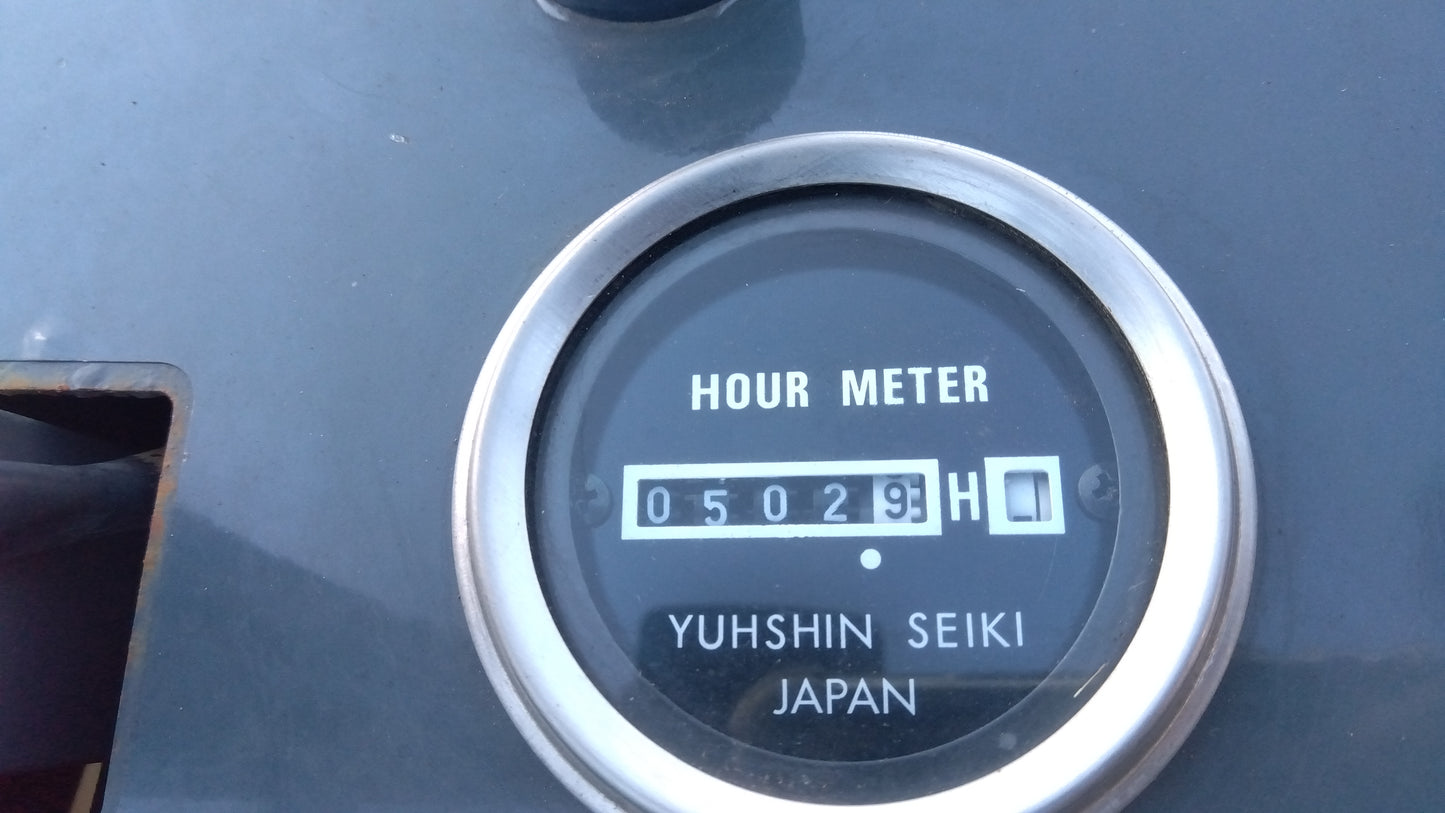 HOUR METER
05029 H
YUHSHIN SEIKI
JAPAN